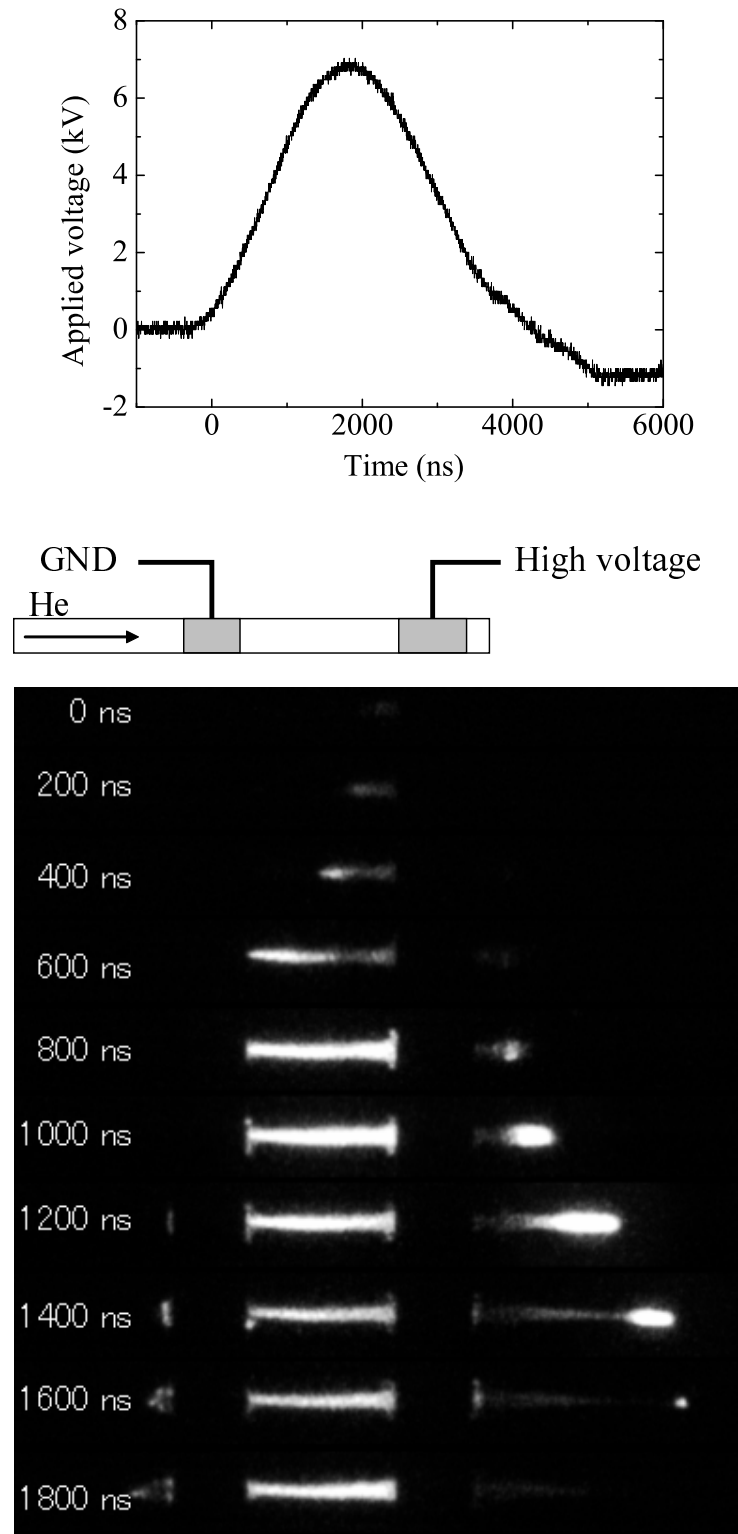 8
6
4
2
0
-2
Applied voltage (kV)
0 2000 4000 6000
Time (ns)
GND High voltage
He
0 ns
200 ns
400 ns
600 ns
800 ns
1000 ns
1200 ns
1400 ns
1600 ns
1800 ns